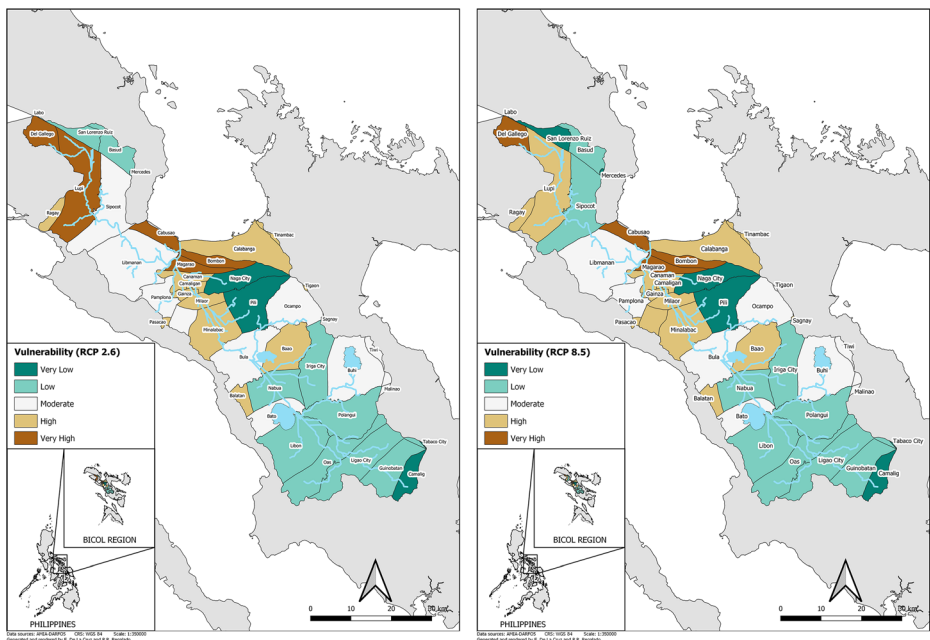 Labo
Del Gallego
San Lorenzo Ruiz
Basud
Mercedes
Lupi
Sipocot
Ragay
Cabusao
Tinambac
Calabanga
Libmanan
Magarao
Bombon
Canaman
Naga City
Camaligan
Gainza
Tigaon
Pamplona
Milaor
Pili
Ocampo
Pasacao
Sagnay
Minalabac
Baao
Tiwi
Bula
Iriga City
Buhi
Nabua
Malinao
Balatan
Bato
Polangui
Libon
Tabaco City
Oas
Ligao City
Guinobatan
Camalig
Vulnerability (RCP 2.6)
Very Low
Low
Moderate
High
Very High
BICOL REGION
PHILIPPINES
0 10 20 30 km
Data sources: AMIA-DARFO5 CRS: WGS 84 Scale: 1:350000
Labo
Del Gallego
San Lorenzo Ruiz
Basud
Mercedes
Lupi
Sipocot
Ragay
Cabusao
Tinambac
Calabanga
Libmanan
Bombon
Magarao
Canaman
Naga City
Camaligan
Tigaon
Gainza
Pamplona
Milaor
Pili
Ocampo
Pasacao
Sagnay
Minalabac
Tiwi
Baao
Bula
Iriga City
Buhi
Nabua
Malinao
Balatan
Bato
Polangui
Libon
Tabaco City
Oas
Ligao City
Guinobatan
Camalig
Vulnerability (RCP 8.5)
Very Low
Low
Moderate
High
Very High
BICOL REGION
PHILIPPINES
0 10 20 30 km
Data sources: AMIA-DARFO5 CRS: WGS 84 Scale: 1:350000